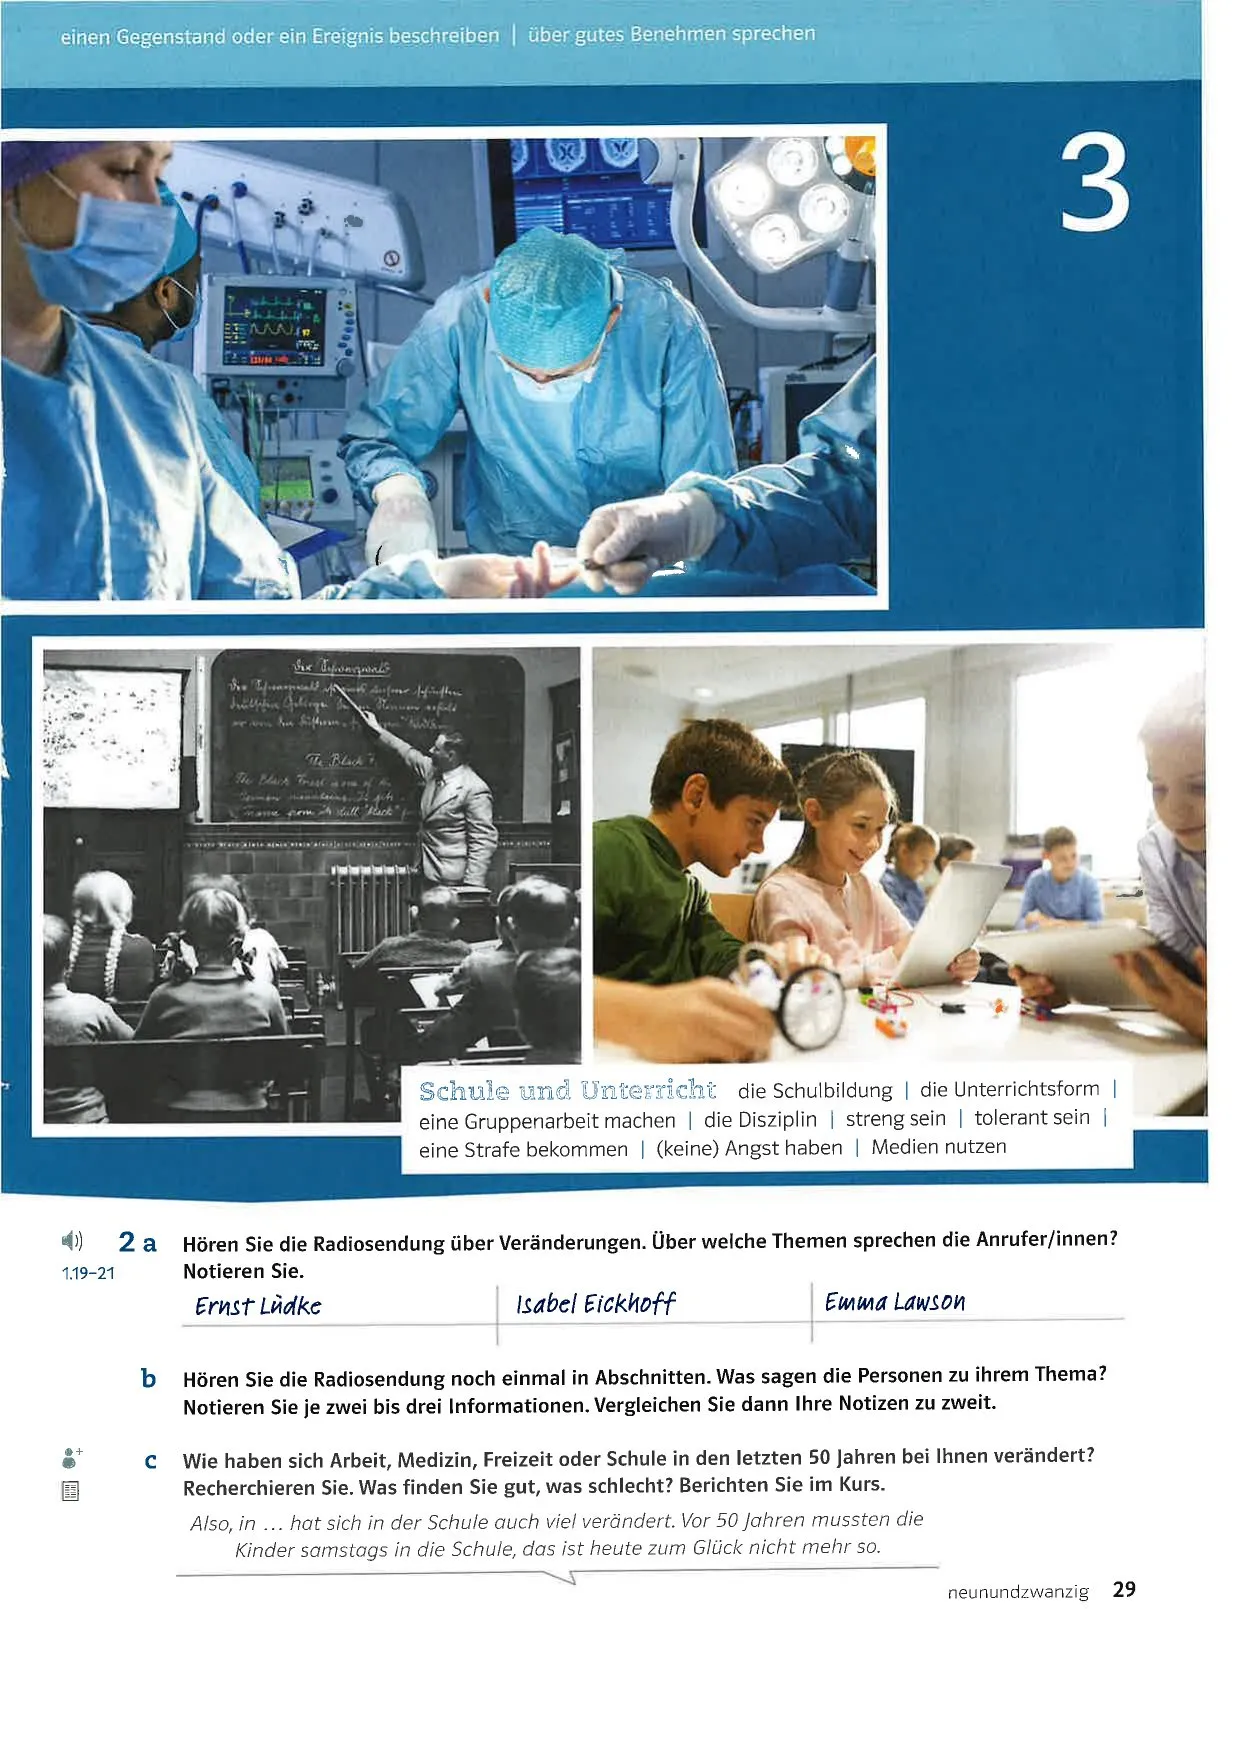 einen Gegenstand oder ein Ereignis beschreiben | über gutes Benehmen sprechen
3
Der Schwarzwald
The Black
Schule und Unterricht die Schulbildung | die Unterrichtsform |
eine Gruppenarbeit machen | die Disziplin | streng sein | tolerant sein |
eine Strafe bekommen | (keine) Angst haben | Medien nutzen
2 a Hören Sie die Radiosendung über Veränderungen. Über welche Themen sprechen die Anrufer/innen?
1.19–21 Notieren Sie.
Ernst Lüdke Isabel Eickhoff Emma Lawson
b Hören Sie die Radiosendung noch einmal in Abschnitten. Was sagen die Personen zu ihrem Thema?
Notieren Sie je zwei bis drei Informationen. Vergleichen Sie dann Ihre Notizen zu zweit.
c Wie haben sich Arbeit, Medizin, Freizeit oder Schule in den letzten 50 Jahren bei Ihnen verändert?
Recherchieren Sie. Was finden Sie gut, was schlecht? Berichten Sie im Kurs.
Also, in ... hat sich in der Schule auch viel verändert. Vor 50 Jahren mussten die
Kinder samstags in die Schule, das ist heute zum Glück nicht mehr so.
neunundzwanzig 29